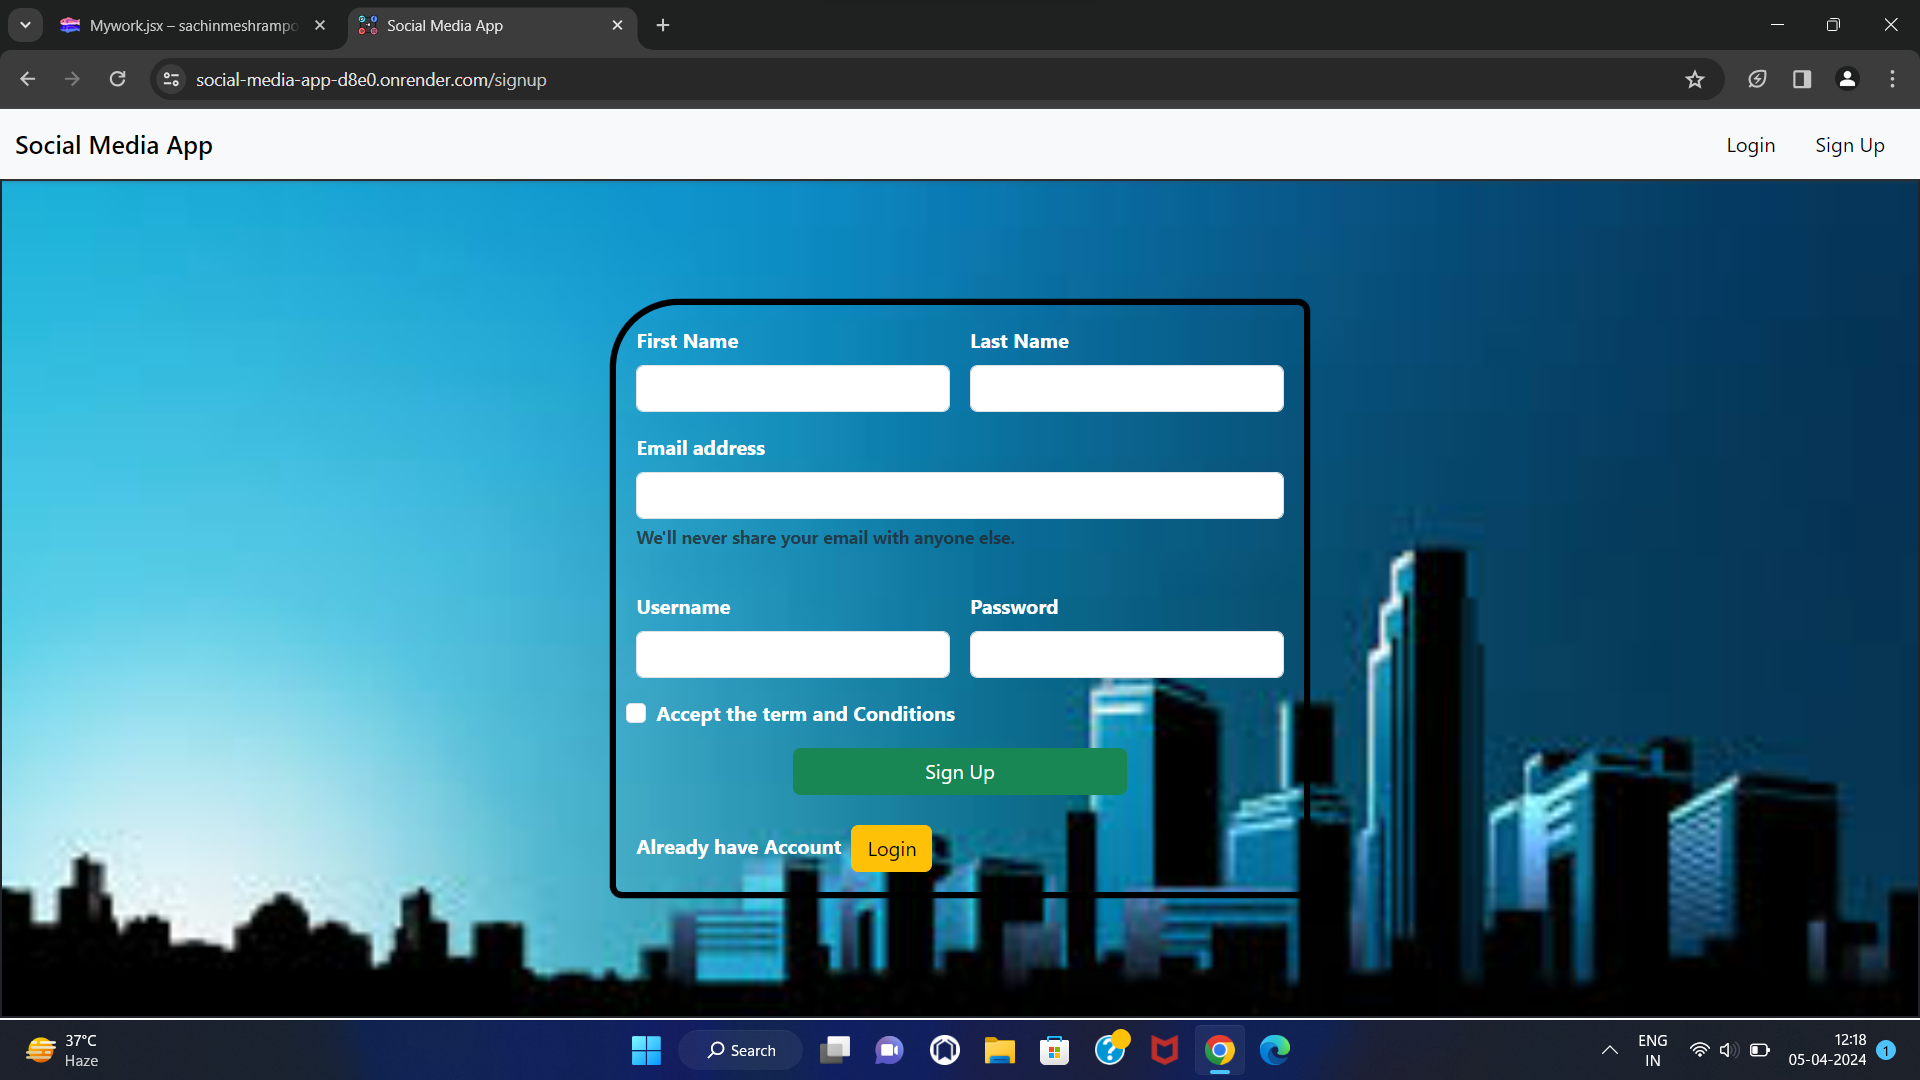 Mywork.jsx – sachinmeshrampo
Social Media App
social-media-app-d8e0.onrender.com/signup
Social Media App
Login
Sign Up
First Name
Last Name
Email address
We'll never share your email with anyone else.
Username
Password
Accept the term and Conditions
Sign Up
Already have Account
Login
37°C
Haze
Search
ENG
IN
12:18
05-04-2024
1